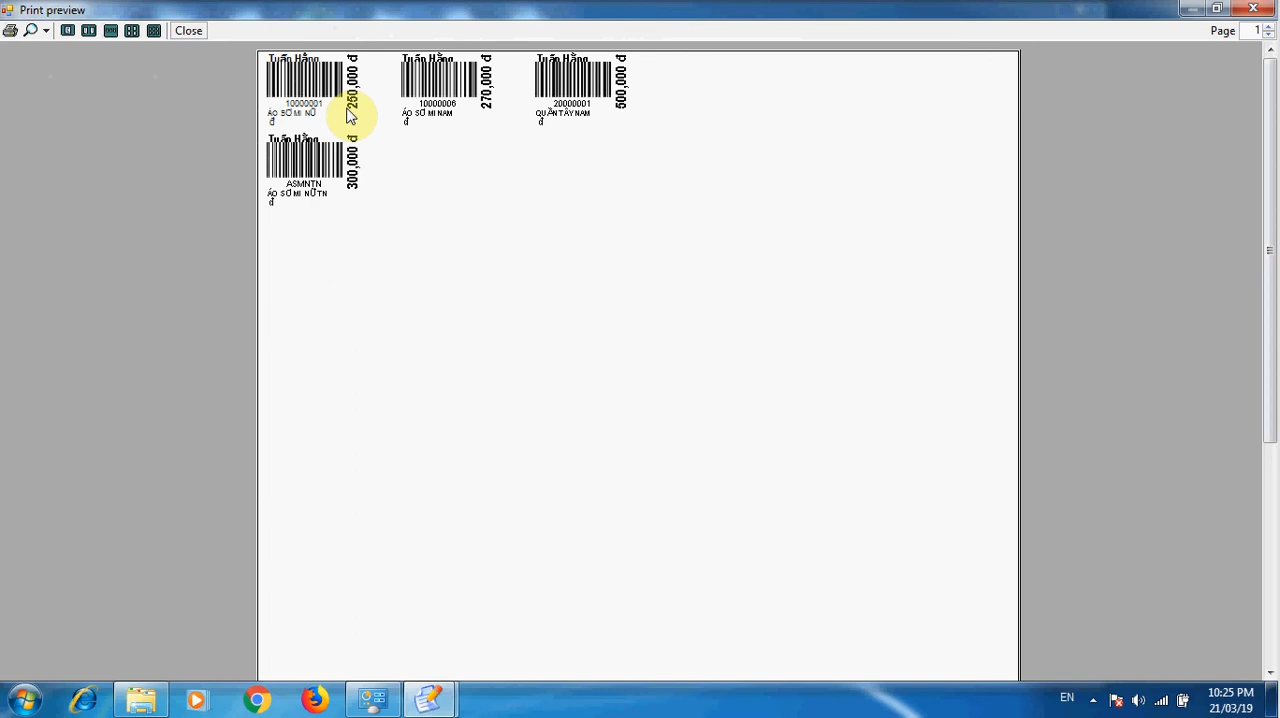 Print preview
Close
Page 1
Tuấn Hằng
250,000 đ
10000001
ÁO SƠ MI NỮ
đ
Tuấn Hằng
270,000 đ
10000006
ÁO SƠ MI NAM
đ
Tuấn Hằng
500,000 đ
20000001
QUẦN TÂY NAM
đ
Tuấn Hằng
300,000 đ
ASMNTN
ÁO SƠ MI NỮ TN
đ
EN
10:25 PM
21/03/19